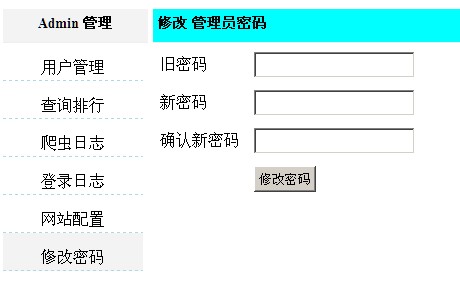 Admin 管理
用户管理
查询排行
爬虫日志
登录日志
网站配置
修改密码
修改 管理员密码
旧密码
新密码
确认新密码
修改密码